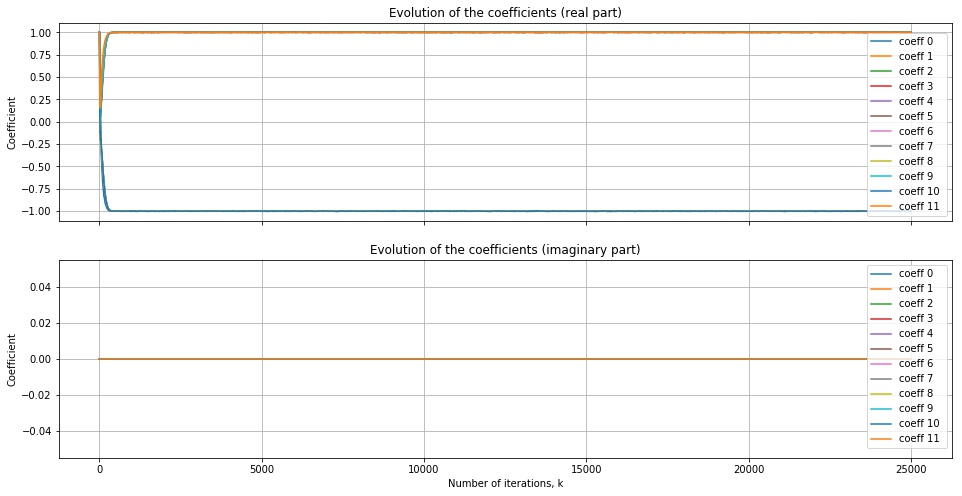 Evolution of the coefficients (real part)
1.00
0.75
0.50
0.25
0.00
−0.25
−0.50
−0.75
−1.00
Coefficient
coeff 0
coeff 1
coeff 2
coeff 3
coeff 4
coeff 5
coeff 6
coeff 7
coeff 8
coeff 9
coeff 10
coeff 11
Evolution of the coefficients (imaginary part)
0.04
0.02
0.00
−0.02
−0.04
Coefficient
coeff 0
coeff 1
coeff 2
coeff 3
coeff 4
coeff 5
coeff 6
coeff 7
coeff 8
coeff 9
coeff 10
coeff 11
0 5000 10000 15000 20000 25000
Number of iterations, k